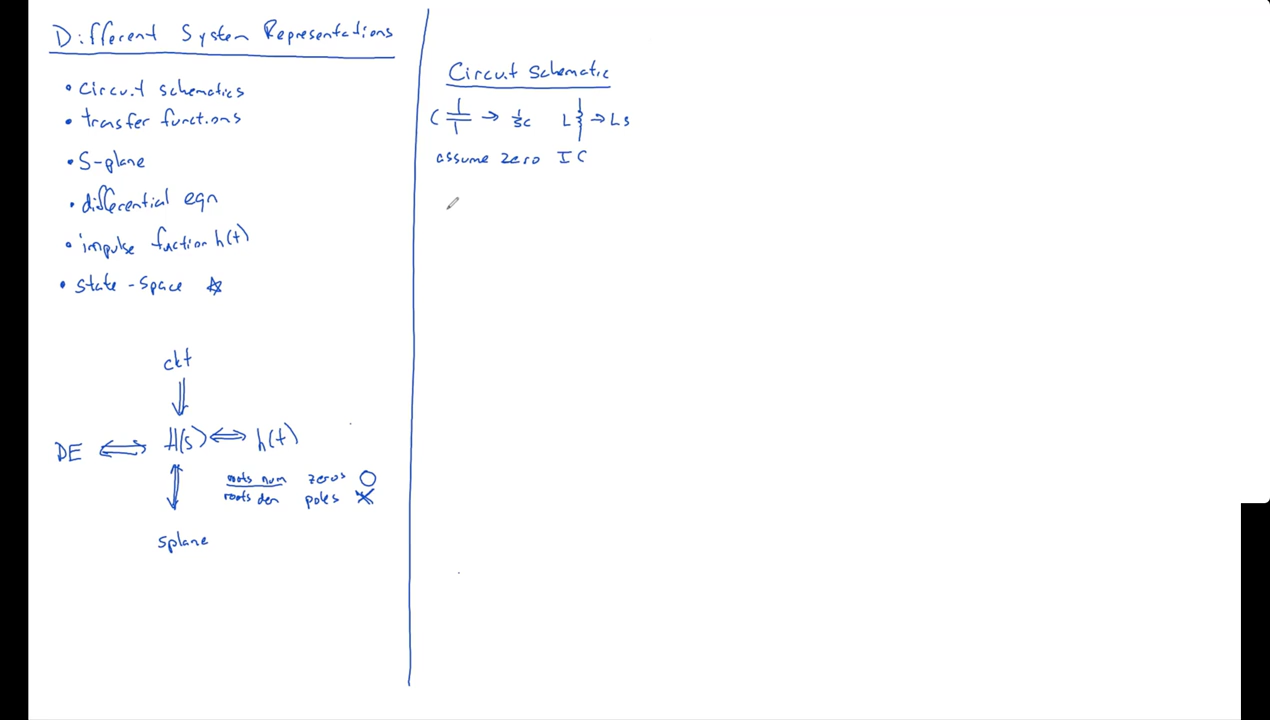 Different System Representations
• Circuit schematics
• transfer functions
• S-plane
• differential eqn
• impulse function h(t)
• State-Space ☆
ckt
DE ⇔ H(s) ⇔ h(t)
roots num zeros ○
roots den poles ×
splane
Circuit Schematic
C → 1/sC L → Ls
assume zero IC